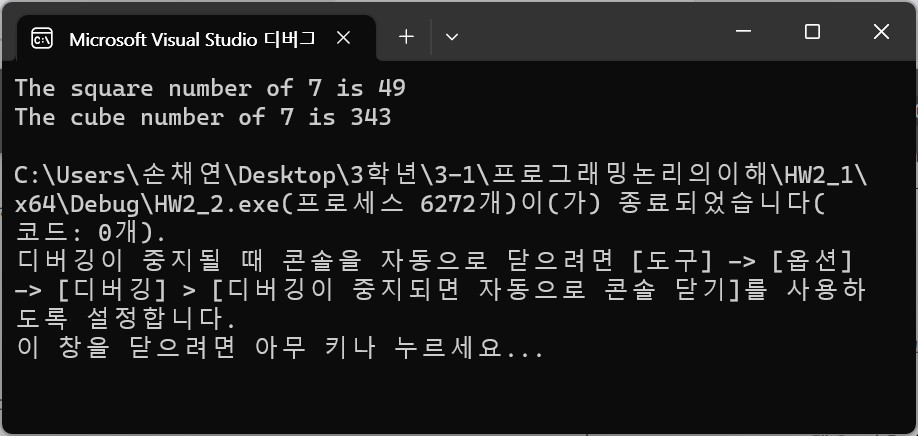 Microsoft Visual Studio 디버그
The square number of 7 is 49
The cube number of 7 is 343
C:\Users\손채연\Desktop\3학년\3-1\프로그래밍논리의이해\HW2_1\
x64\Debug\HW2_2.exe(프로세스 6272개)이(가) 종료되었습니다(
코드: 0개).
디버깅이 중지될 때 콘솔을 자동으로 닫으려면 [도구] -> [옵션]
-> [디버깅] > [디버깅이 중지되면 자동으로 콘솔 닫기]를 사용하
도록 설정합니다.
이 창을 닫으려면 아무 키나 누르세요...